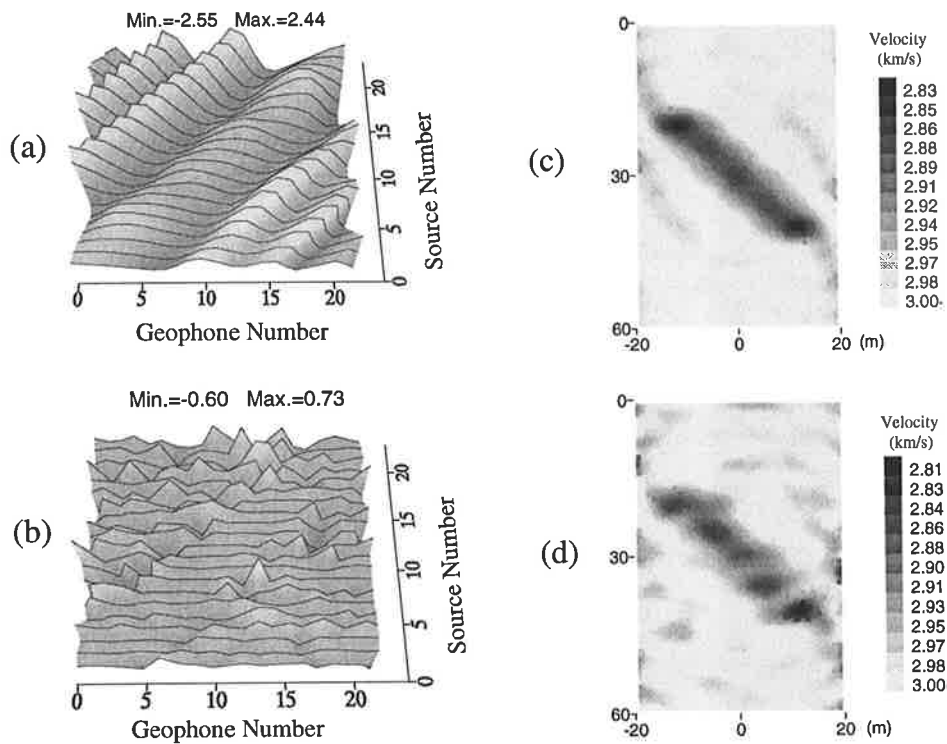 Min.=-2.55 Max.=2.44
(a)
0 5 10 15 20
Geophone Number
0 5 10 15 20
Source Number
(c)
0
30
60
-20 0 20 (m)
Velocity
(km/s)
2.83
2.85
2.86
2.88
2.89
2.91
2.92
2.94
2.95
2.97
2.98
3.00
Min.=-0.60 Max.=0.73
(b)
0 5 10 15 20
Geophone Number
0 5 10 15 20
Source Number
(d)
0
30
60
-20 0 20 (m)
Velocity
(km/s)
2.81
2.83
2.84
2.86
2.88
2.90
2.91
2.93
2.95
2.97
2.98
3.00